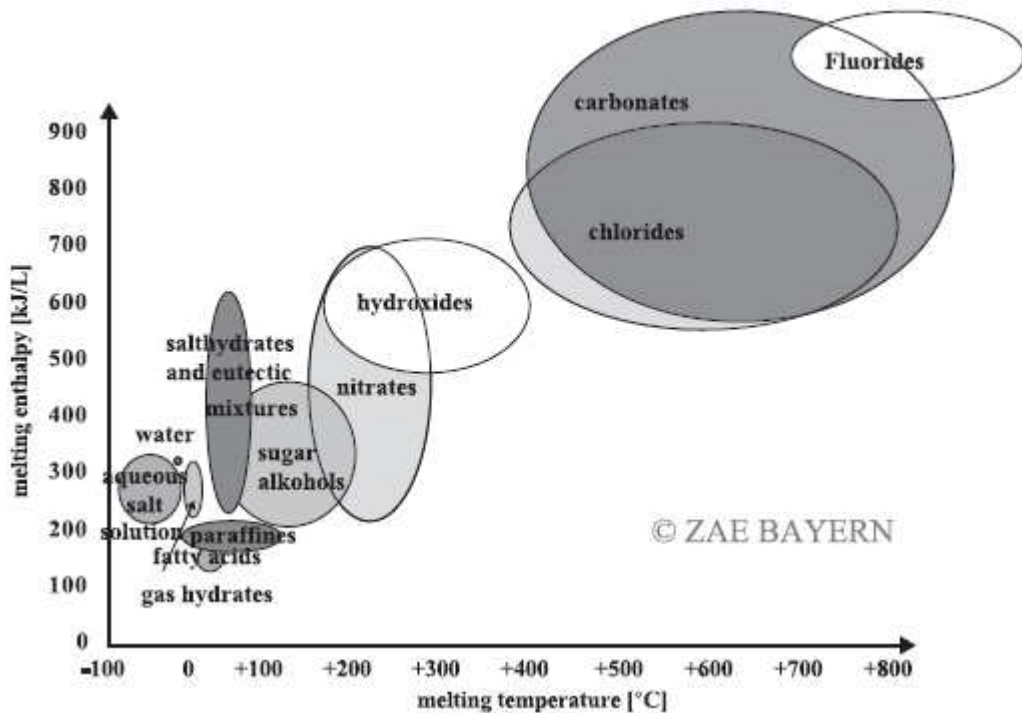 Fluorides
carbonates
900
800
chlorides
700
hydroxides
600
salthydrates
and eutectic
500
nitrates
mixtures
400
water
sugar
alkohols
300
aqueous
salt
solution
200
paraffines
© ZAE BAYERN
fatty acids
100
gas hydrates
0
melting enthalpy [kJ/L]
-100 0 +100 +200 +300 +400 +500 +600 +700 +800
melting temperature [°C]